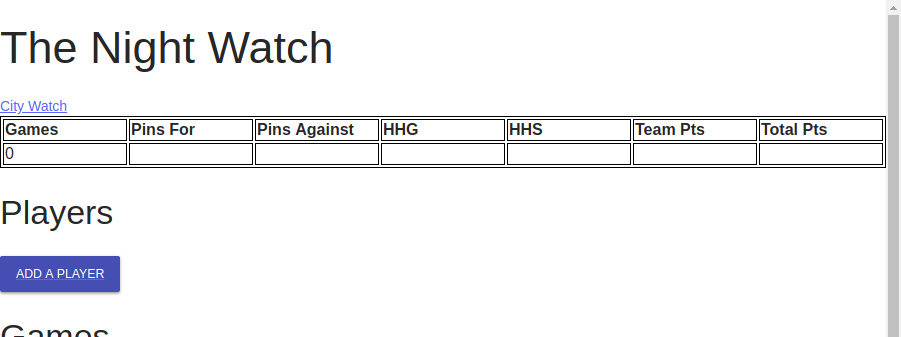 The Night Watch
City Watch
Games Pins For Pins Against HHG HHS Team Pts Total Pts
0
Players
ADD A PLAYER
Games